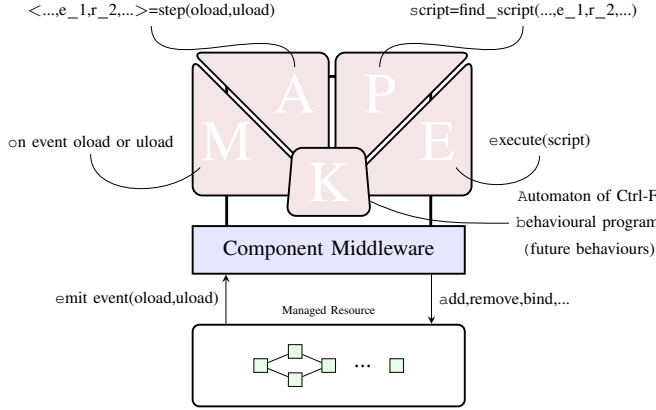 <...,e_1,r_2,...>=step(oload,uload)
script=find_script(...,e_1,r_2,...)
A P
on event oload or uload
M E
execute(script)
K
Automaton of Ctrl-F
behavioural program
(future behaviours)
Component Middleware
emit event(oload,uload)
add,remove,bind,...
Managed Resource
...